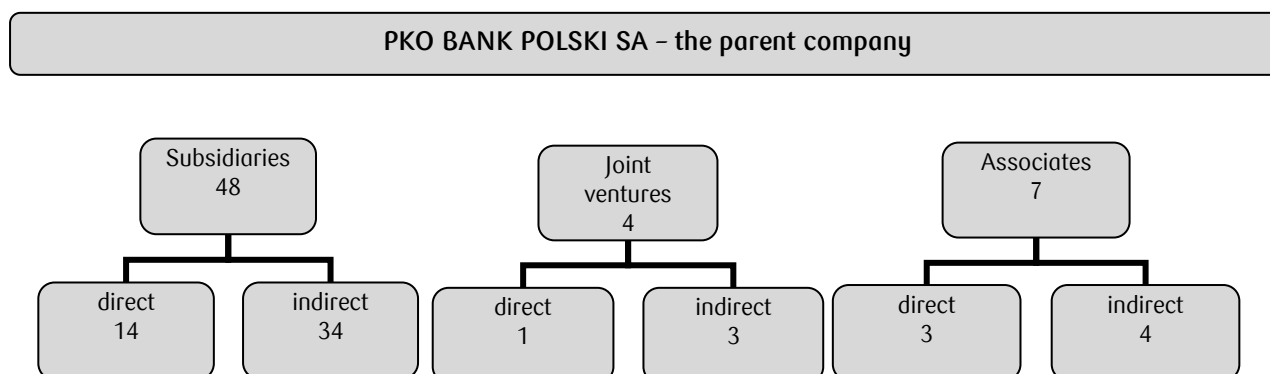 PKO BANK POLSKI SA – the parent company
Subsidiaries
48
Joint
ventures
4
Associates
7
direct
14
indirect
34
direct
1
indirect
3
direct
3
indirect
4